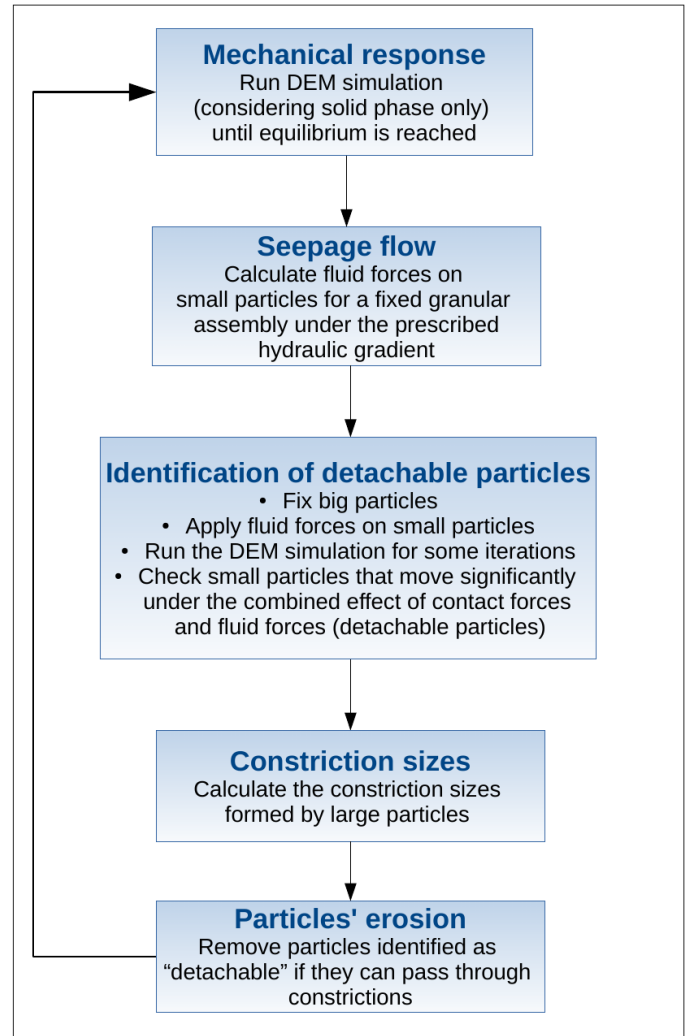 Mechanical response
Run DEM simulation
(considering solid phase only)
until equilibrium is reached
Seepage flow
Calculate fluid forces on
small particles for a fixed granular
assembly under the prescribed
hydraulic gradient
Identification of detachable particles
• Fix big particles
• Apply fluid forces on small particles
• Run the DEM simulation for some iterations
• Check small particles that move significantly
under the combined effect of contact forces
and fluid forces (detachable particles)
Constriction sizes
Calculate the constriction sizes
formed by large particles
Particles' erosion
Remove particles identified as
“detachable” if they can pass through
constrictions